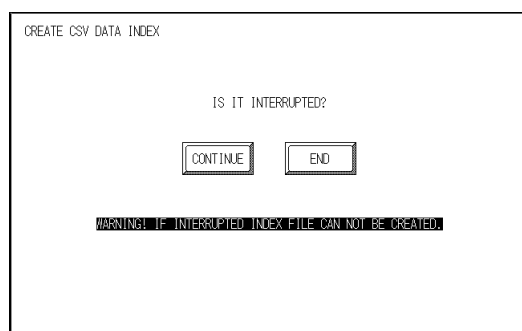 CREATE CSV DATA INDEX
IS IT INTERRUPTED?
CONTINUE
END
WARNING! IF INTERRUPTED INDEX FILE CAN NOT BE CREATED.